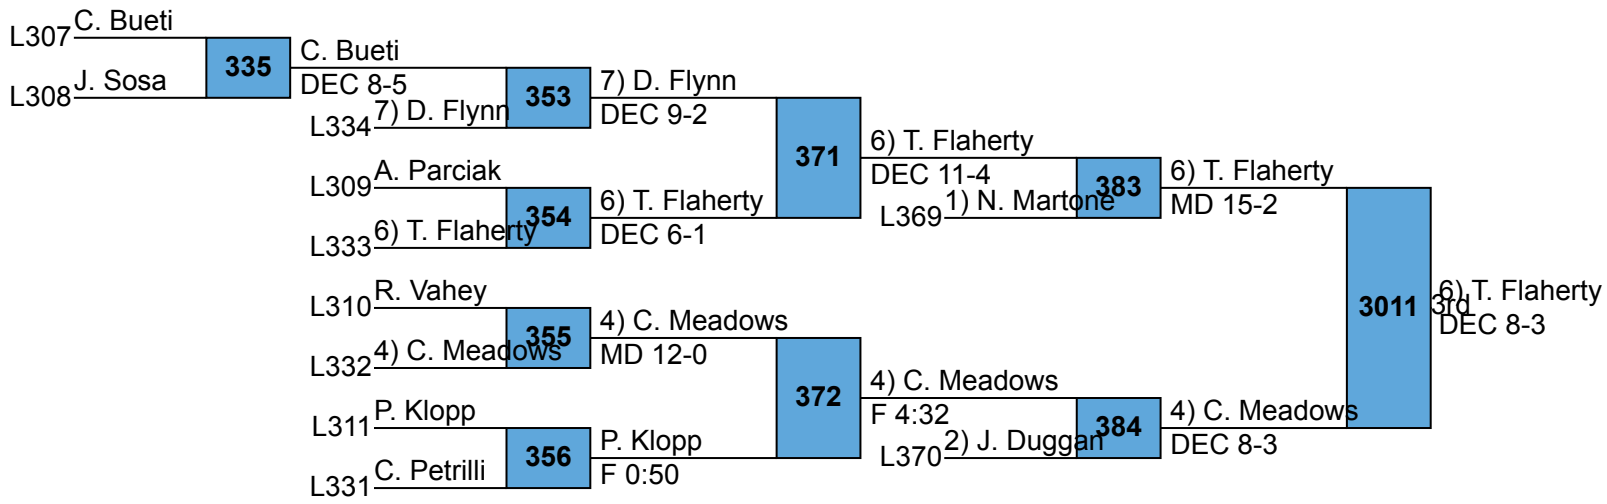 C. Bueti
L307
335
J. Sosa
L308
C. Bueti
DEC 8-5
353
7) D. Flynn
L334
7) D. Flynn
DEC 9-2
371
A. Parciak
L309
354
6) T. Flaherty
L333
6) T. Flaherty
DEC 6-1
6) T. Flaherty
DEC 11-4
383
1) N. Martone
L369
6) T. Flaherty
MD 15-2
R. Vahey
L310
355
4) C. Meadows
L332
4) C. Meadows
MD 12-0
372
P. Klopp
L311
356
C. Petrilli
L331
P. Klopp
F 0:50
4) C. Meadows
F 4:32
384
2) J. Duggan
L370
4) C. Meadows
DEC 8-3
3011
3rd
6) T. Flaherty
DEC 8-3